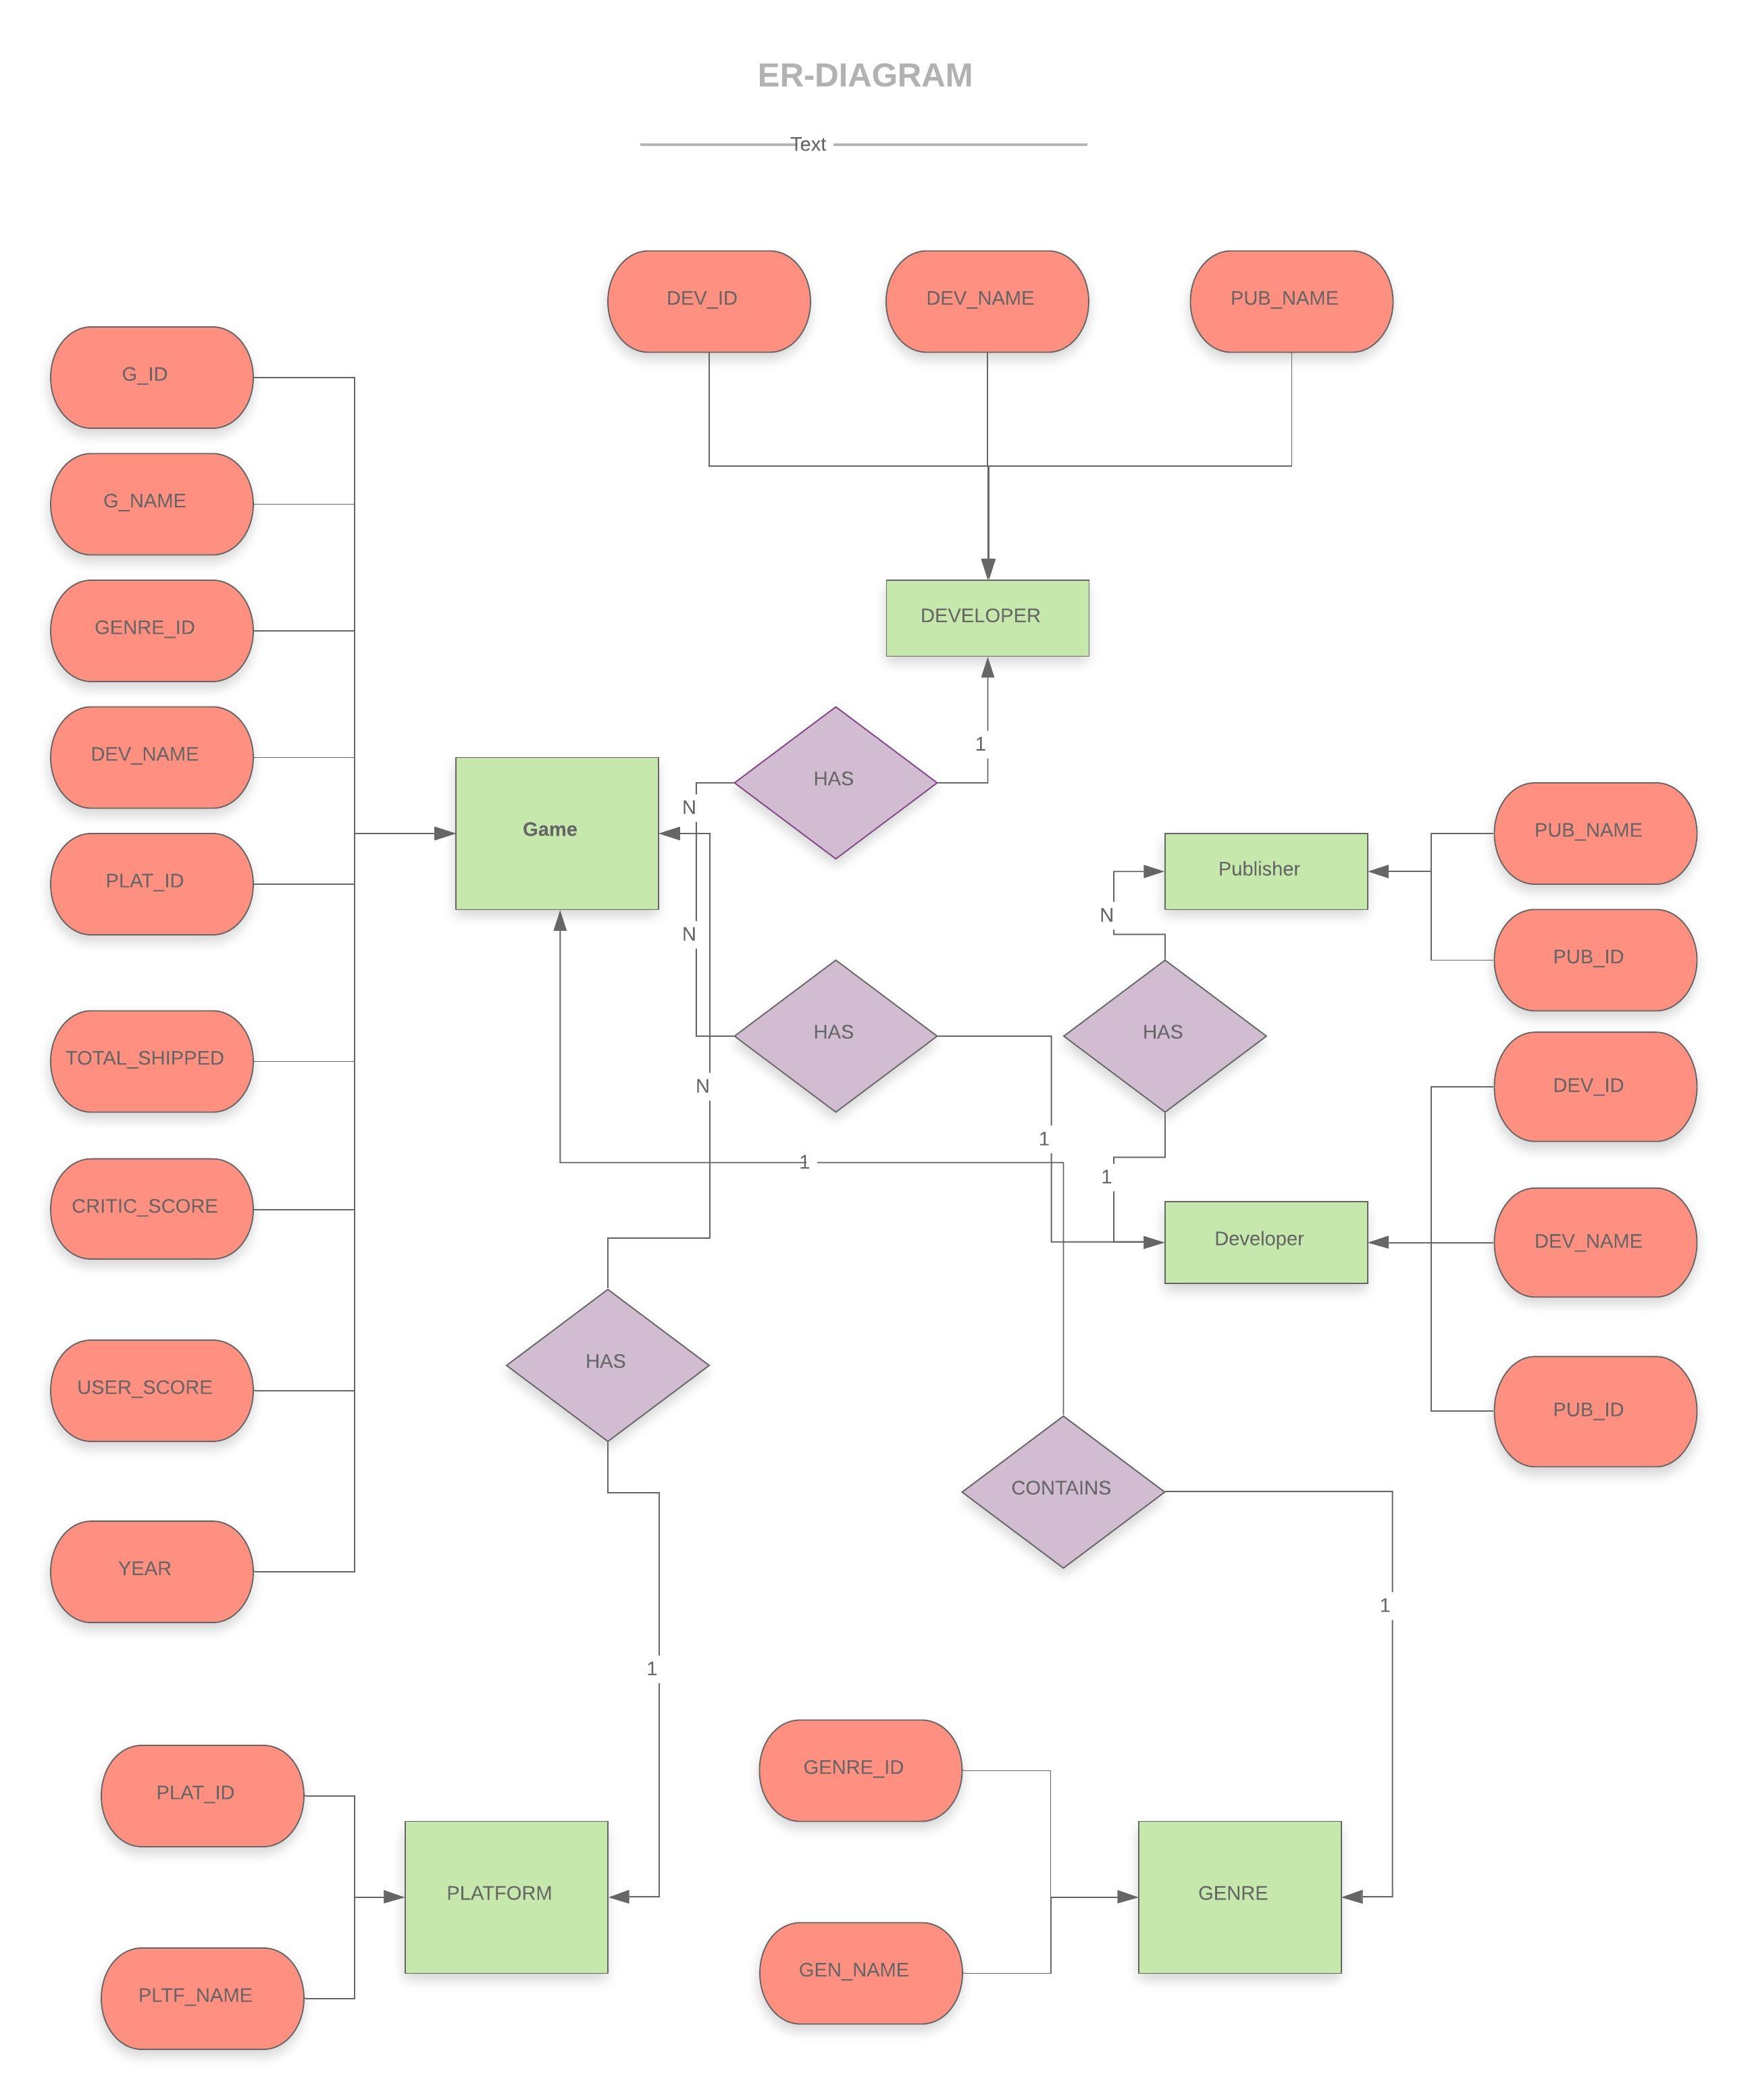 ER-DIAGRAM
Text
DEV_ID
DEV_NAME
PUB_NAME
G_ID
G_NAME
GENRE_ID
DEV_NAME
PLAT_ID
TOTAL_SHIPPED
CRITIC_SCORE
USER_SCORE
YEAR
DEVELOPER
1
HAS
N
Game
N
HAS
N
1
1
Publisher
PUB_NAME
PUB_ID
N
HAS
1
DEV_ID
Developer
DEV_NAME
PUB_ID
HAS
CONTAINS
1
1
PLAT_ID
PLATFORM
PLTF_NAME
GENRE_ID
GENRE
GEN_NAME